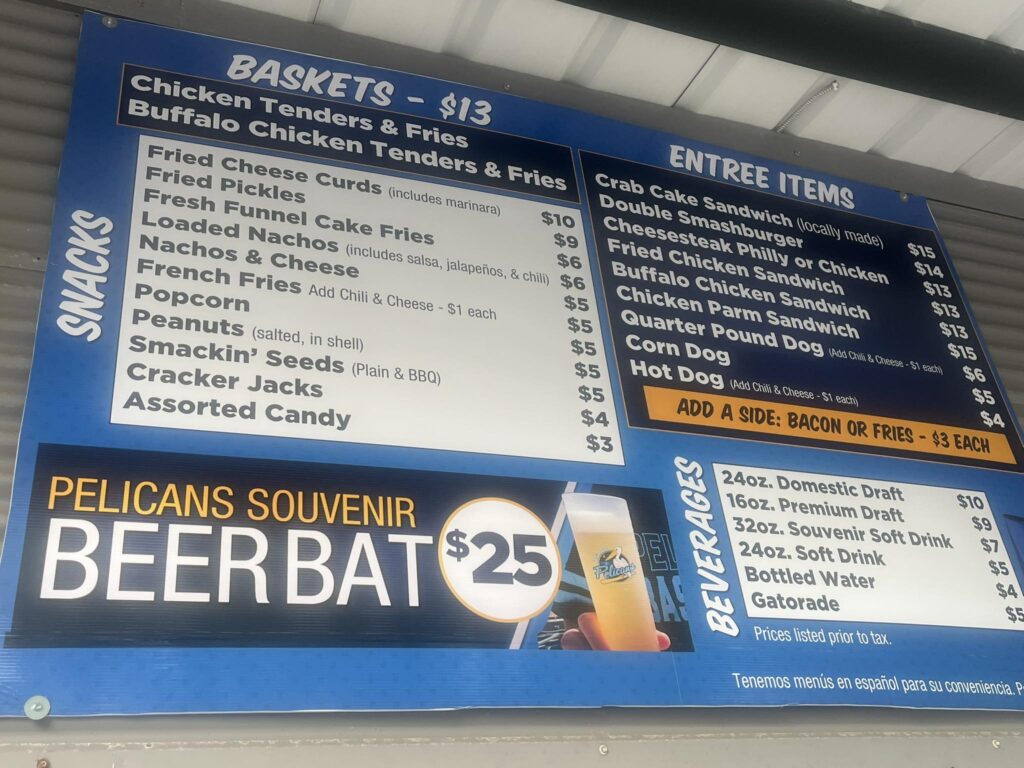 BASKETS - $13
Chicken Tenders & Fries
Buffalo Chicken Tenders & Fries
SNACKS
Fried Cheese Curds (includes marinara) $10
Fried Pickles $9
Fresh Funnel Cake Fries $6
Loaded Nachos (includes salsa, jalapeños, & chili) $6
Nachos & Cheese $5
French Fries Add Chili & Cheese - $1 each $5
Popcorn $5
Peanuts (salted, in shell) $5
Smackin' Seeds (Plain & BBQ) $5
Cracker Jacks $4
Assorted Candy $3
ENTREE ITEMS
Crab Cake Sandwich (locally made) $15
Double Smashburger $14
Cheesesteak Philly or Chicken $13
Fried Chicken Sandwich $13
Buffalo Chicken Sandwich $13
Chicken Parm Sandwich $15
Quarter Pound Dog (Add Chili & Cheese - $1 each) $6
Corn Dog $5
Hot Dog (Add Chili & Cheese - $1 each) $4
ADD A SIDE: BACON OR FRIES - $3 EACH
PELICANS SOUVENIR
BEER BAT
$25
Pelicans
BEVERAGES
24oz. Domestic Draft $10
16oz. Premium Draft $9
32oz. Souvenir Soft Drink $7
24oz. Soft Drink $5
Bottled Water $4
Gatorade $5
Prices listed prior to tax.
Tenemos menús en español para su conveniencia.